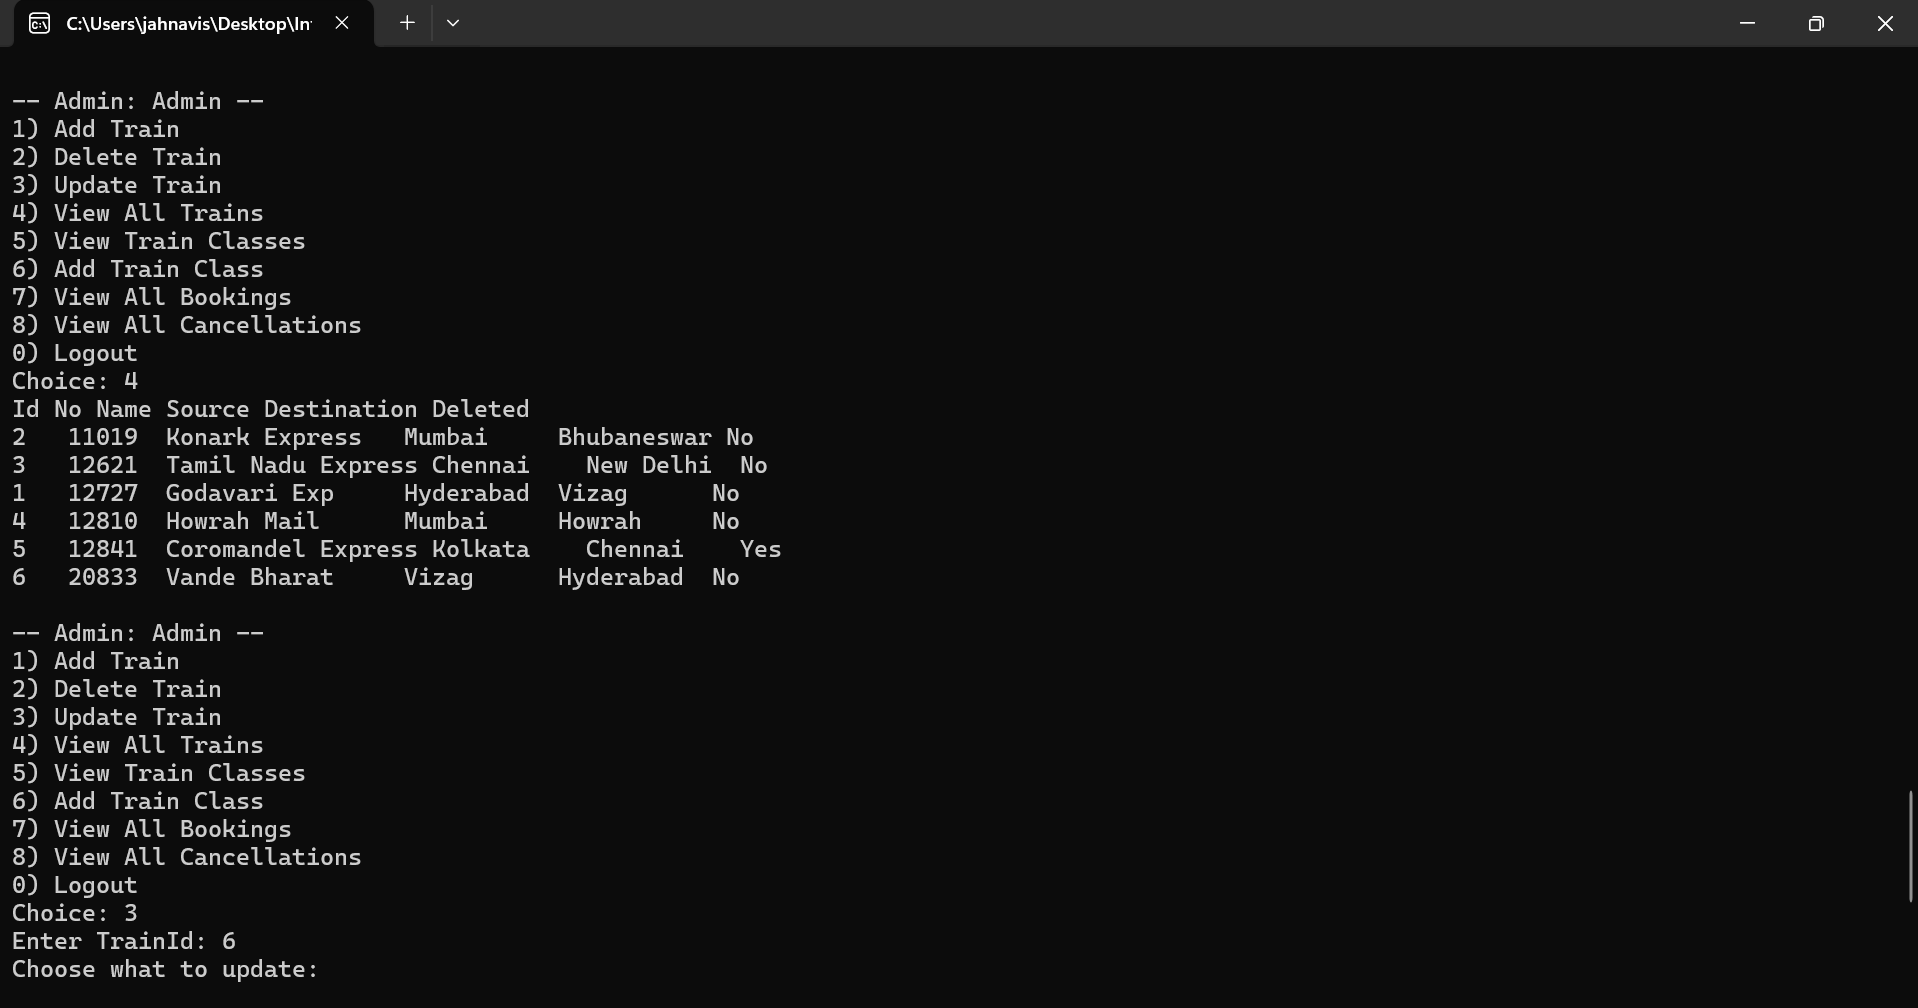 C:\Users\jahnavis\Desktop\In
-- Admin: Admin --
1) Add Train
2) Delete Train
3) Update Train
4) View All Trains
5) View Train Classes
6) Add Train Class
7) View All Bookings
8) View All Cancellations
0) Logout
Choice: 4
Id No Name Source Destination Deleted
2   11019  Konark Express   Mumbai     Bhubaneswar No
3   12621  Tamil Nadu Express Chennai    New Delhi  No
1   12727  Godavari Exp     Hyderabad  Vizag      No
4   12810  Howrah Mail      Mumbai     Howrah     No
5   12841  Coromandel Express Kolkata    Chennai    Yes
6   20833  Vande Bharat     Vizag      Hyderabad  No
-- Admin: Admin --
1) Add Train
2) Delete Train
3) Update Train
4) View All Trains
5) View Train Classes
6) Add Train Class
7) View All Bookings
8) View All Cancellations
0) Logout
Choice: 3
Enter TrainId: 6
Choose what to update: